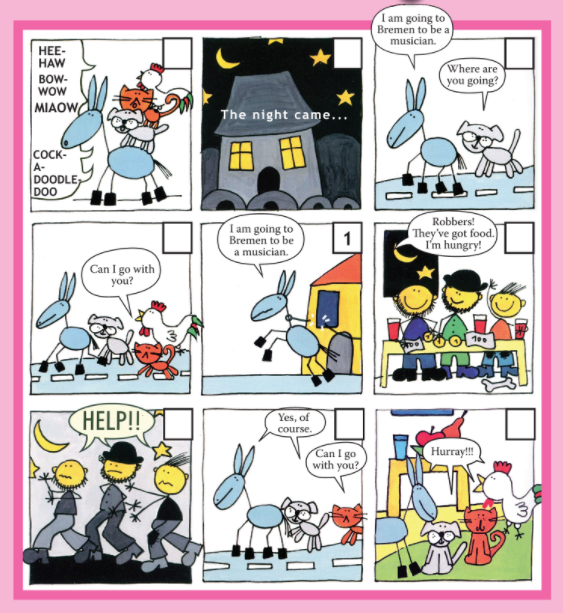 HEE-
HAW
BOW-
WOW
MIAOW
COCK-
A-
DOODLE-
DOO
The night came...
I am going to
Bremen to be a
musician.
Where are
you going?
Can I go with
you?
I am going to
Bremen to be
a musician.
1
Robbers!
They've got food.
I'm hungry!
100
100
HELP!!
Yes, of
course.
Can I go
with you?
Hurray!!!